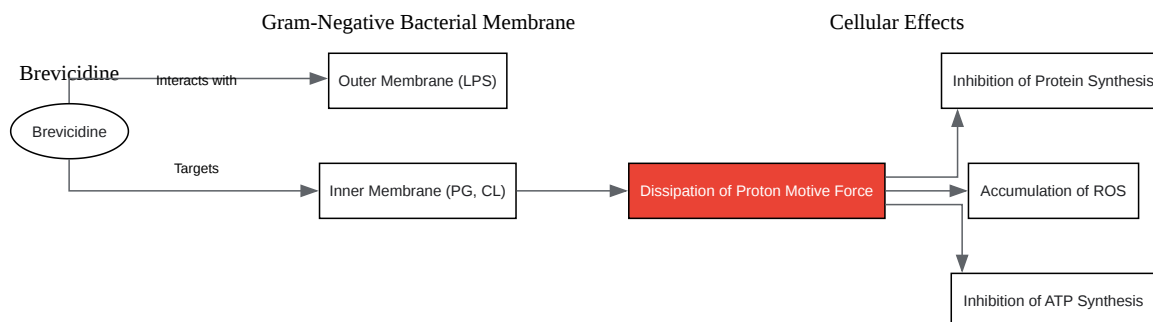 Gram-Negative Bacterial Membrane
Cellular Effects
Brevicidine
Interacts with
Outer Membrane (LPS)
Inhibition of Protein Synthesis
Brevicidine
Targets
Inner Membrane (PG, CL)
Dissipation of Proton Motive Force
Accumulation of ROS
Inhibition of ATP Synthesis